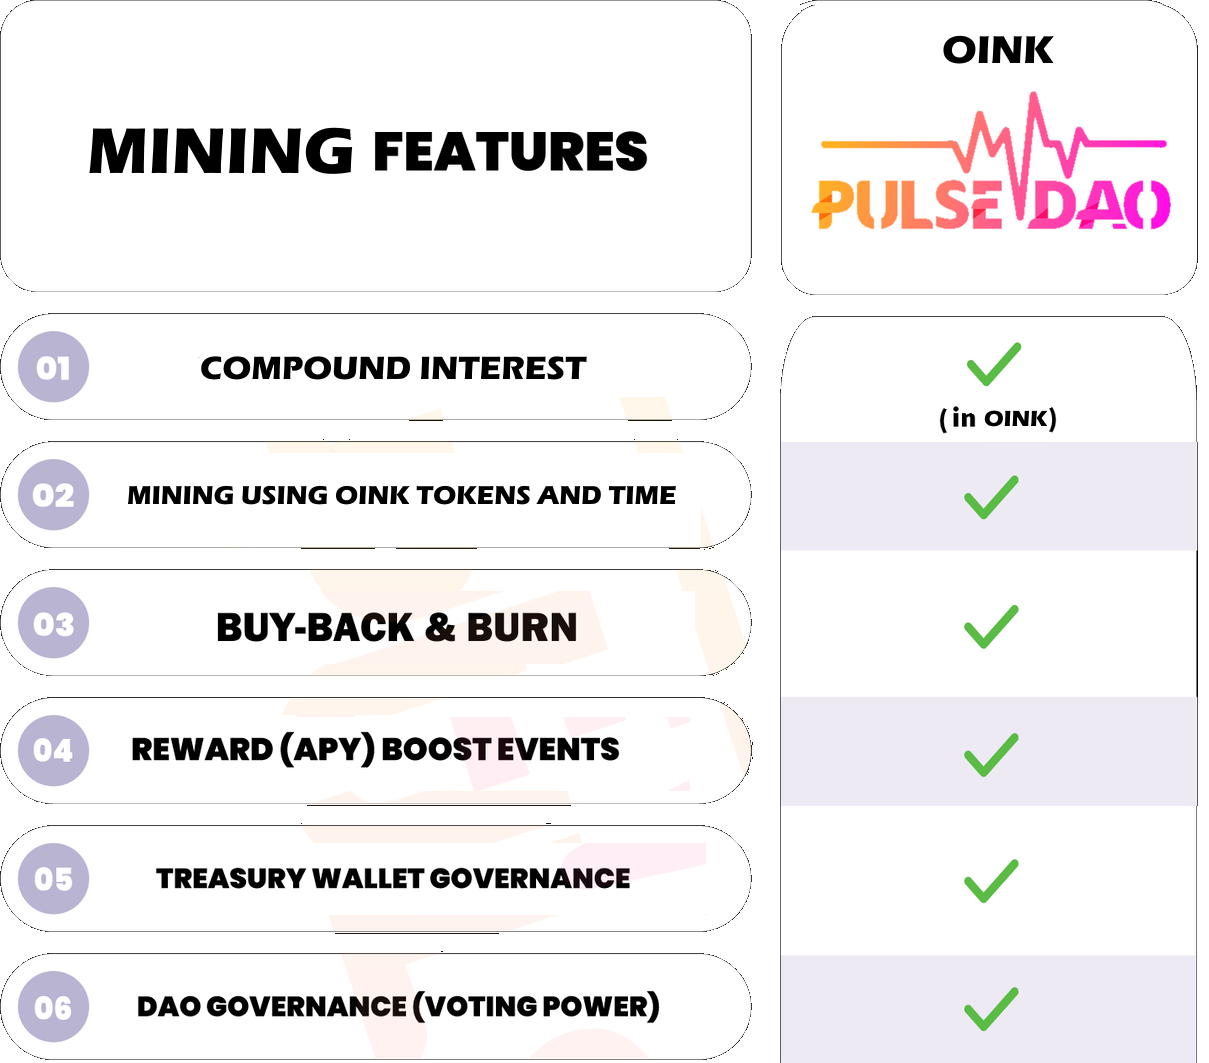 MINING FEATURES
OINK
PULSE DAO
01 COMPOUND INTEREST
(in OINK)
02 MINING USING OINK TOKENS AND TIME
03 BUY-BACK & BURN
04 REWARD (APY) BOOST EVENTS
05 TREASURY WALLET GOVERNANCE
06 DAO GOVERNANCE (VOTING POWER)